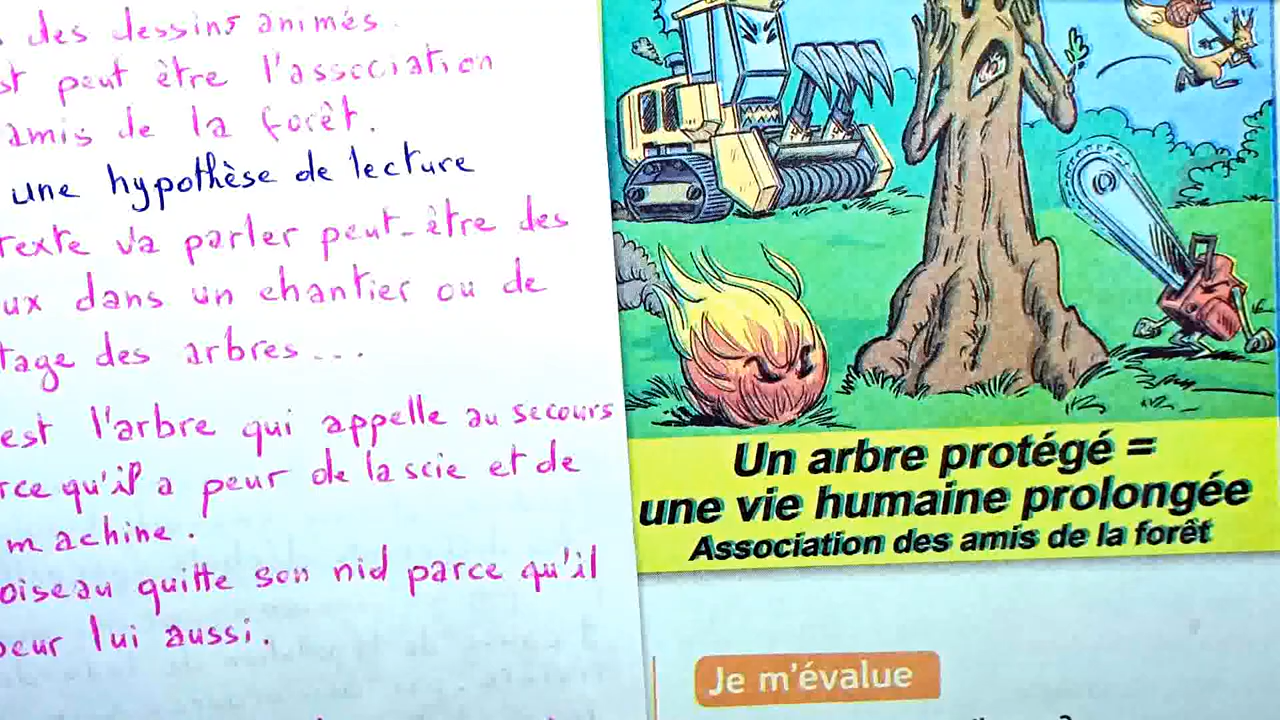 des dessins animés.
st peut être l'association
amis de la forêt.
une hypothèse de lecture
texte va parler peut-être des
ux dans un chantier ou de
tage des arbres...
est l'arbre qui appelle au secours
rce qu'il a peur de la scie et de
machine.
oiseau quitte son nid parce qu'il
peur lui aussi.
Un arbre protégé =
une vie humaine prolongée
Association des amis de la forêt
Je m'évalue